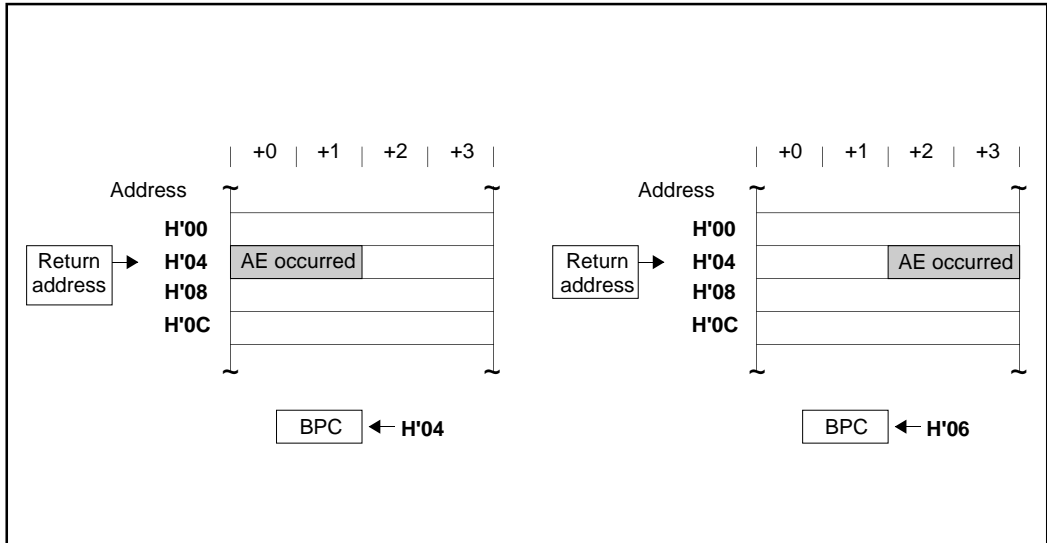 +0 +1 +2 +3
Address
H'00
Return
address
H'04
AE occurred
H'08
H'0C
BPC
H'04
+0 +1 +2 +3
Address
H'00
Return
address
H'04
AE occurred
H'08
H'0C
BPC
H'06